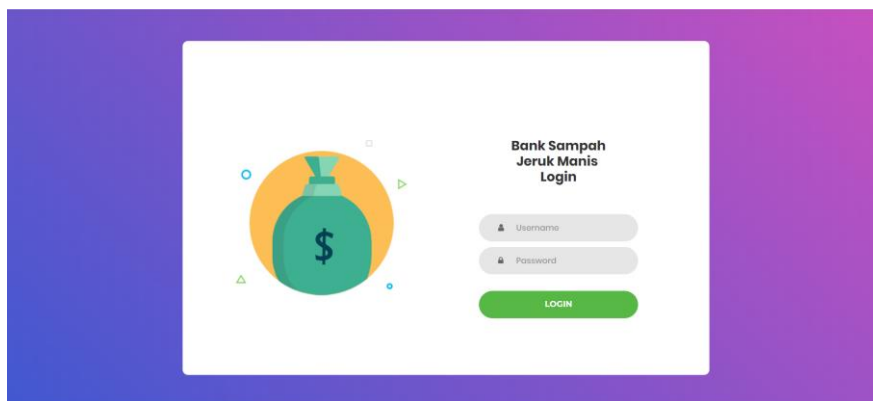 Bank Sampah
Jeruk Manis
Login
Username
Password
LOGIN
$